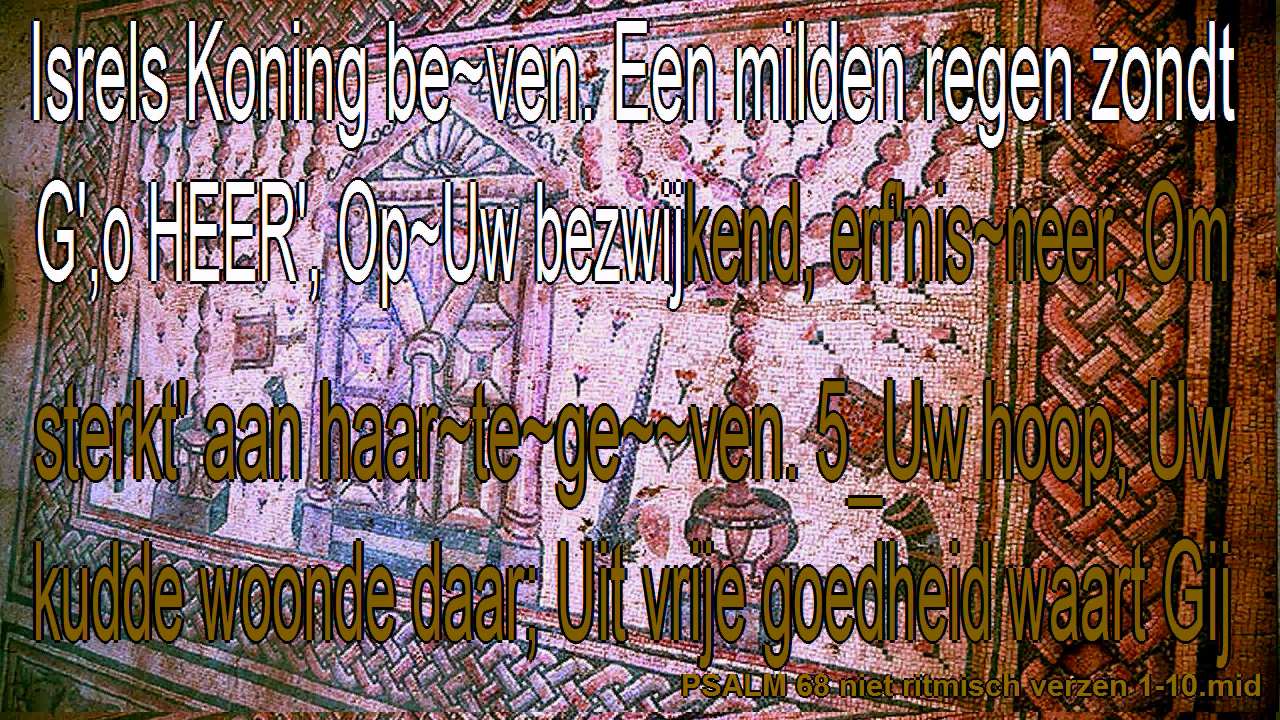 Isrels Koning be~ven. Een milden regen zondt
G',o HEER', Op~Uw bezwijkend, erf'nis~neer, Om
sterkt' aan haar~te~ge~~ven. 5_Uw hoop, Uw
kudde woonde daar; Uit vrije goedheid waart Gij
PSALM 68 niet ritmisch verzen 1-10.mid